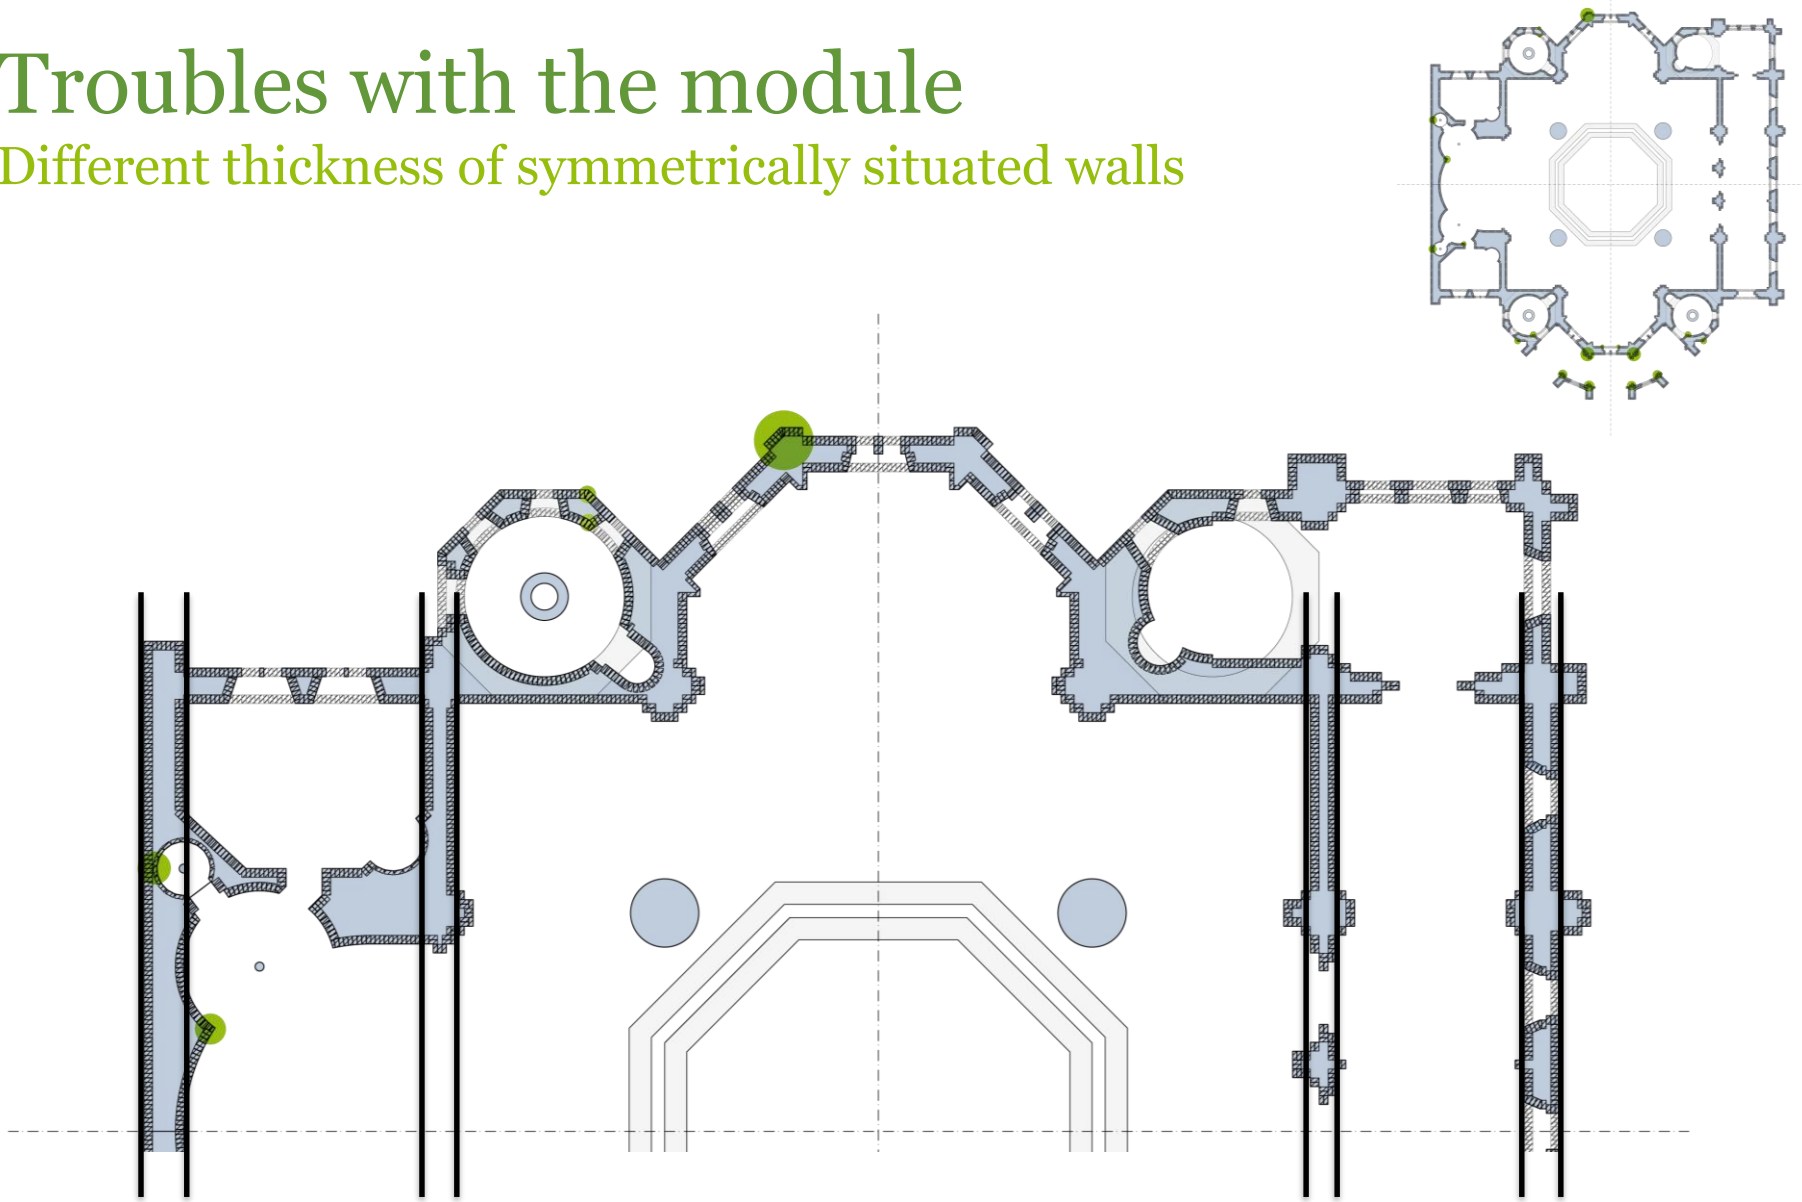 Troubles with the module
Different thickness of symmetrically situated walls